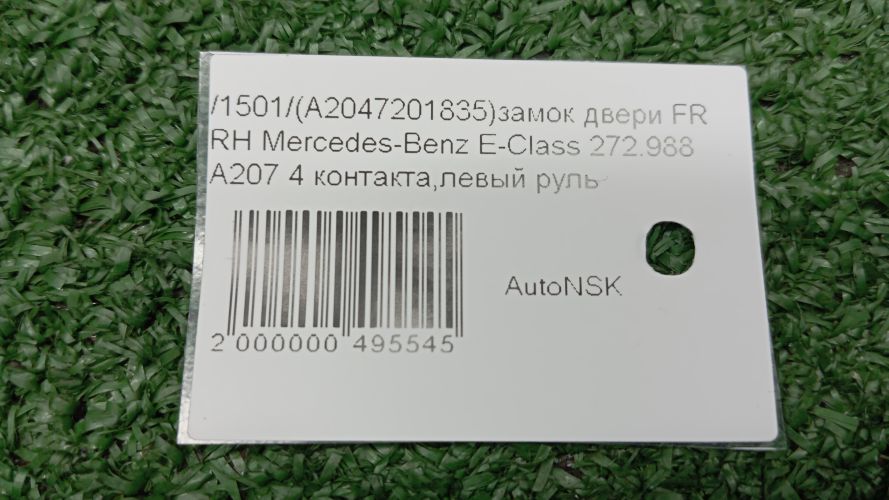 /1501/(A2047201835)замок двери FR
RH Mercedes-Benz E-Class 272.988
A207 4 контакта,левый руль
AutoNSK
2 000000 495545